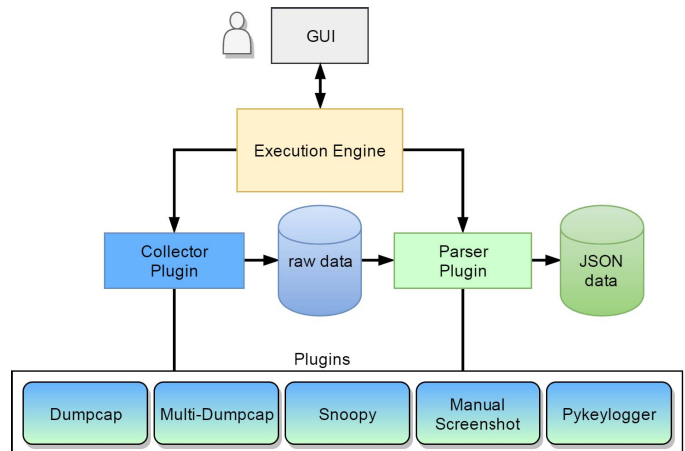 GUI
Execution Engine
Collector
Plugin
raw data
Parser
Plugin
JSON
data
Plugins
Dumpcap
Multi-Dumpcap
Snoopy
Manual
Screenshot
Pykeylogger